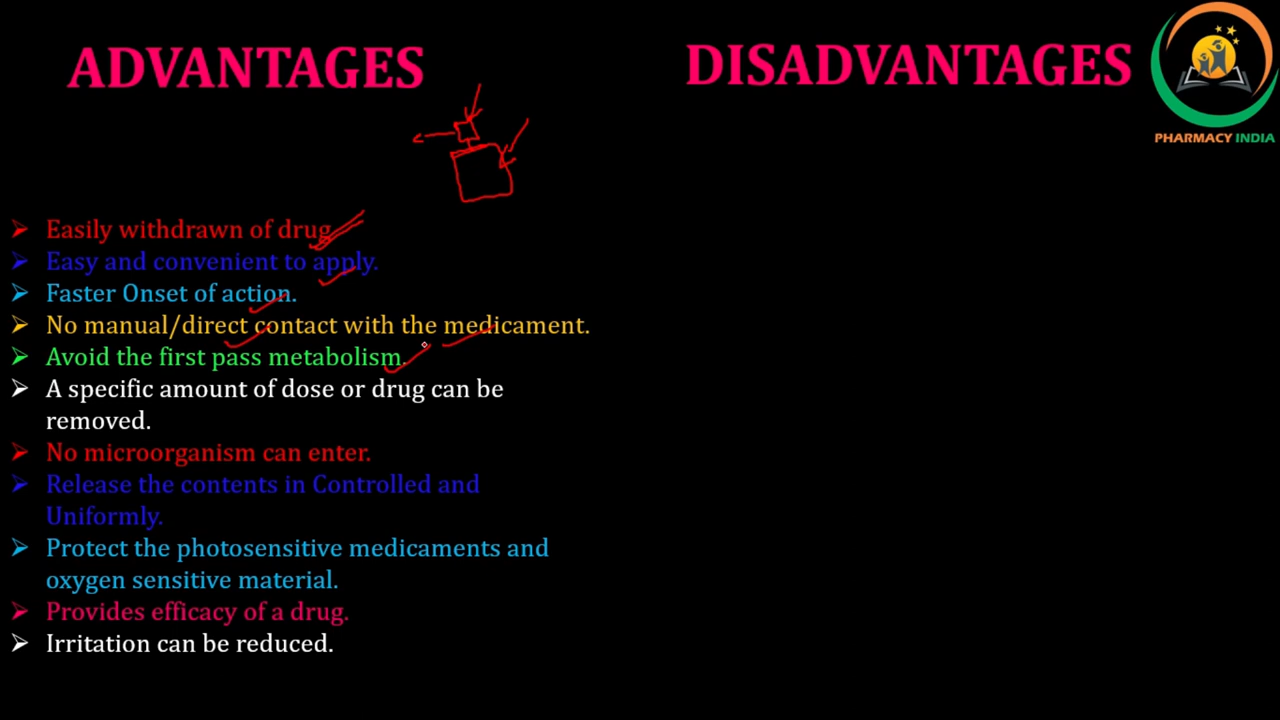 ADVANTAGES
DISADVANTAGES
PHARMACY INDIA
Easily withdrawn of drug
Easy and convenient to apply.
Faster Onset of action.
No manual/direct contact with the medicament.
Avoid the first pass metabolism.
A specific amount of dose or drug can be
removed.
No microorganism can enter.
Release the contents in Controlled and
Uniformly.
Protect the photosensitive medicaments and
oxygen sensitive material.
Provides efficacy of a drug.
Irritation can be reduced.